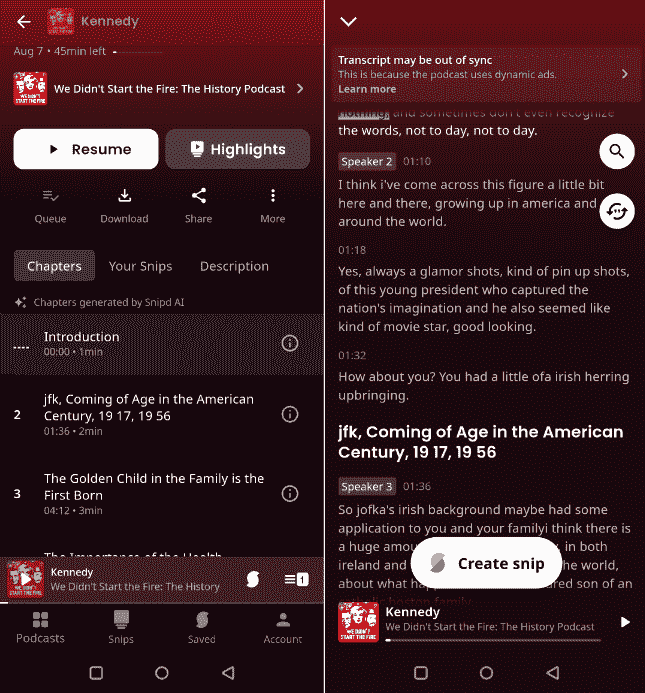 Kennedy
Aug 7 • 45min left
We Didn't Start the Fire: The History Podcast
Resume
Highlights
Queue
Download
Share
More
Chapters
Your Snips
Description
Chapters generated by Snipd AI
Introduction
00:00 • 1min
2
jfk, Coming of Age in the American
Century, 19 17, 19 56
01:36 • 2min
3
The Golden Child in the Family is the
First Born
04:12 • 3min
The Importance of the Health
Kennedy
We Didn't Start the Fire: The History
1
Podcasts
Snips
Saved
Account
Transcript may be out of sync
This is because the podcast uses dynamic ads.
Learn more
nothing, and sometimes don't even recognize
the words, not to day, not to day.
Speaker 2 01:10
I think i've come across this figure a little bit
here and there, growing up in america and
around the world.
01:18
Yes, always a glamor shots, kind of pin up shots,
of this young president who captured the
nation's imagination and he also seemed like
kind of movie star, good looking.
01:32
How about you? You had a little ofa irish herring
upbringing.
jfk, Coming of Age in the American
Century, 19 17, 19 56
Speaker 3 01:36
So jofka's irish background maybe had some
application to you and your familyi think there is
a huge in both
ireland and the world,
about what son of an
Create snip
Kennedy
We Didn't Start the Fire: The History Podcast